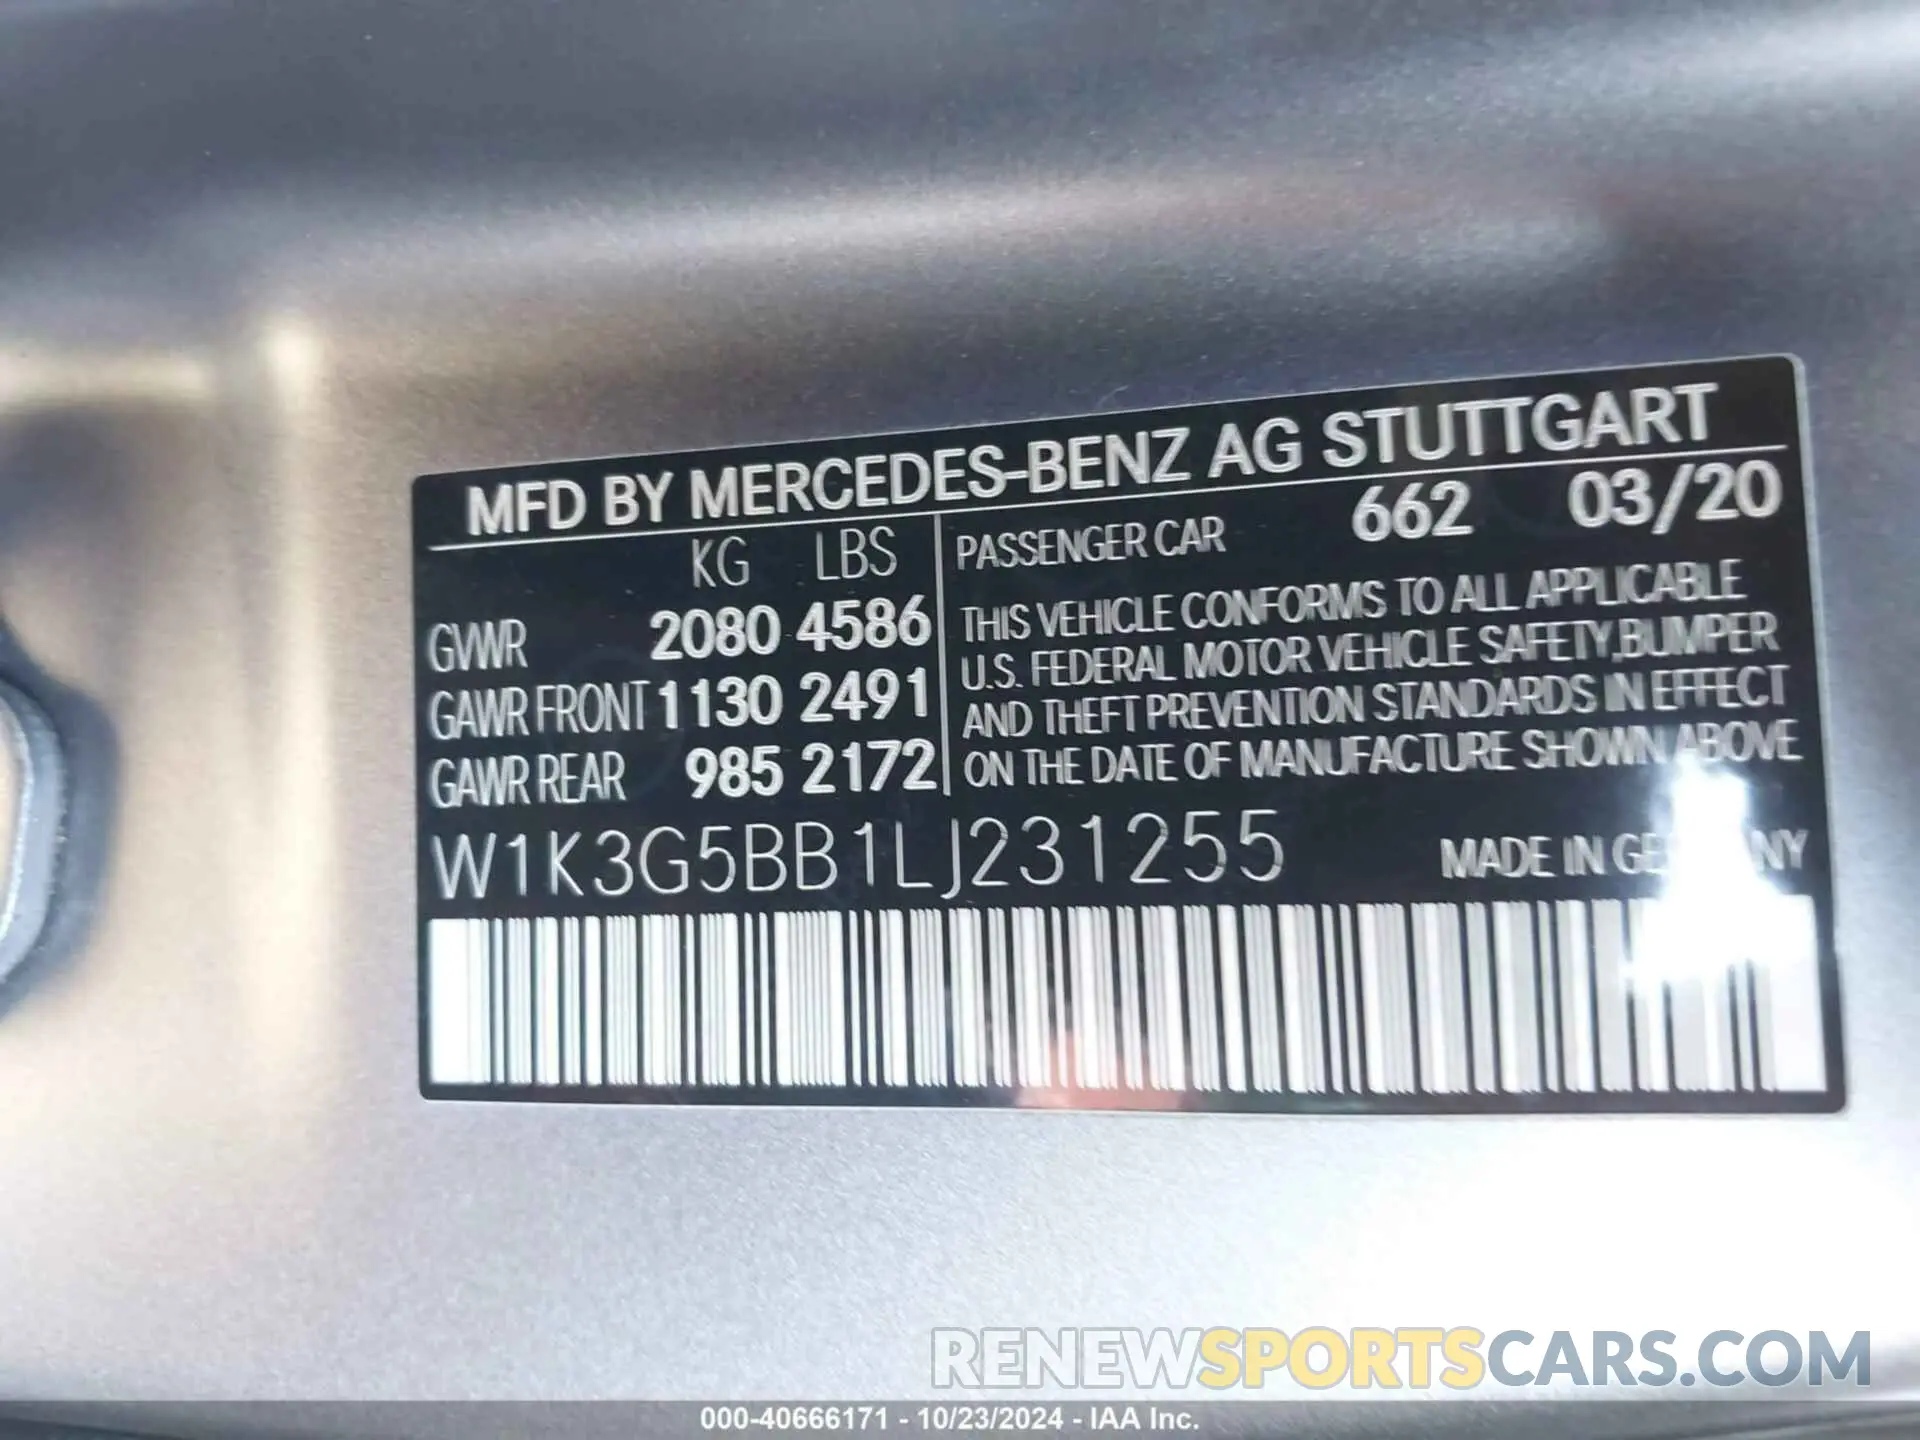 MFD BY MERCEDES-BENZ AG STUTTGART
KG LBS
GVWR 2080 4586
GAWR FRONT 1130 2491
GAWR REAR 985 2172
PASSENGER CAR 662 03/20
THIS VEHICLE CONFORMS TO ALL APPLICABLE
U.S. FEDERAL MOTOR VEHICLE SAFETY,BUMPER
AND THEFT PREVENTION STANDARDS IN EFFECT
ON THE DATE OF MANUFACTURE SHOWN ABOVE
W1K3G5BB1LJ231255
MADE IN
RENEWSPORTSCARS.COM
000-40666171 - 10/23/2024 - IAA Inc.